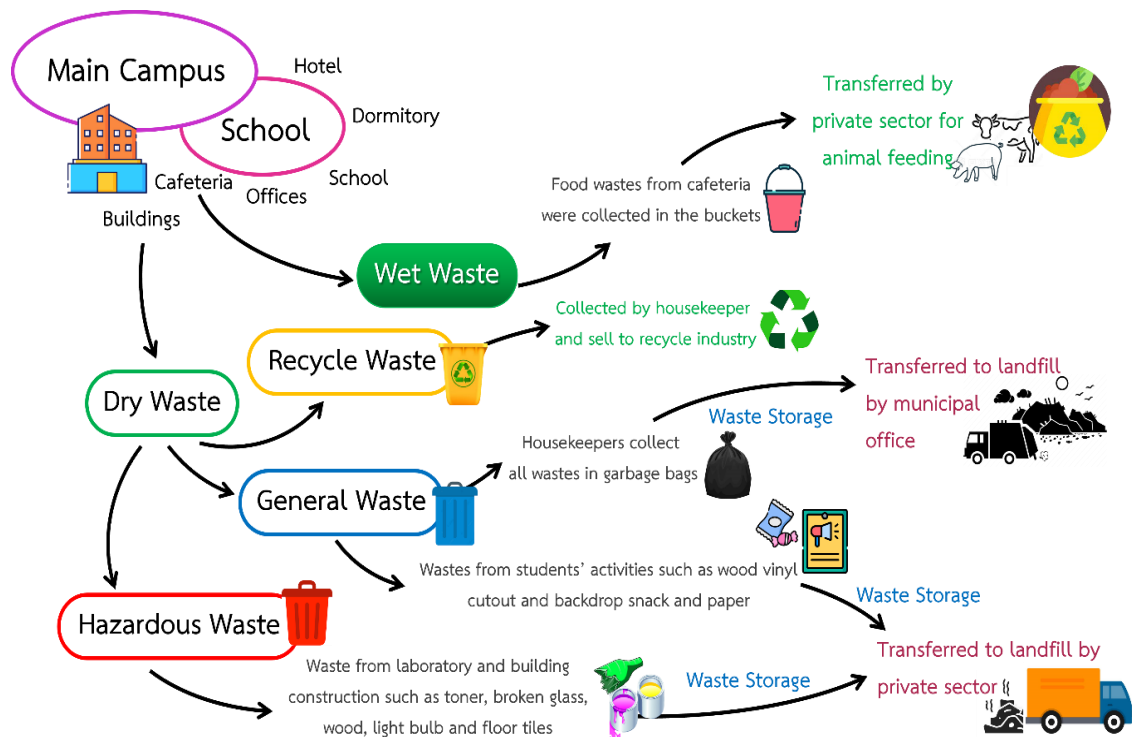 Main Campus
School
Hotel
Dormitory
School
Offices
Cafeteria
Buildings
Wet Waste
Food wastes from cafeteria
were collected in the buckets
Transferred by
private sector for
animal feeding
Dry Waste
Recycle Waste
Collected by housekeeper
and sell to recycle industry
General Waste
Housekeepers collect
all wastes in garbage bags
Waste Storage
Transferred to landfill
by municipal
office
Wastes from students' activities such as wood vinyl
cutout and backdrop snack and paper
Waste Storage
Hazardous Waste
Waste from laboratory and building
construction such as toner, broken glass,
wood, light bulb and floor tiles
Waste Storage
Transferred to landfill by
private sector